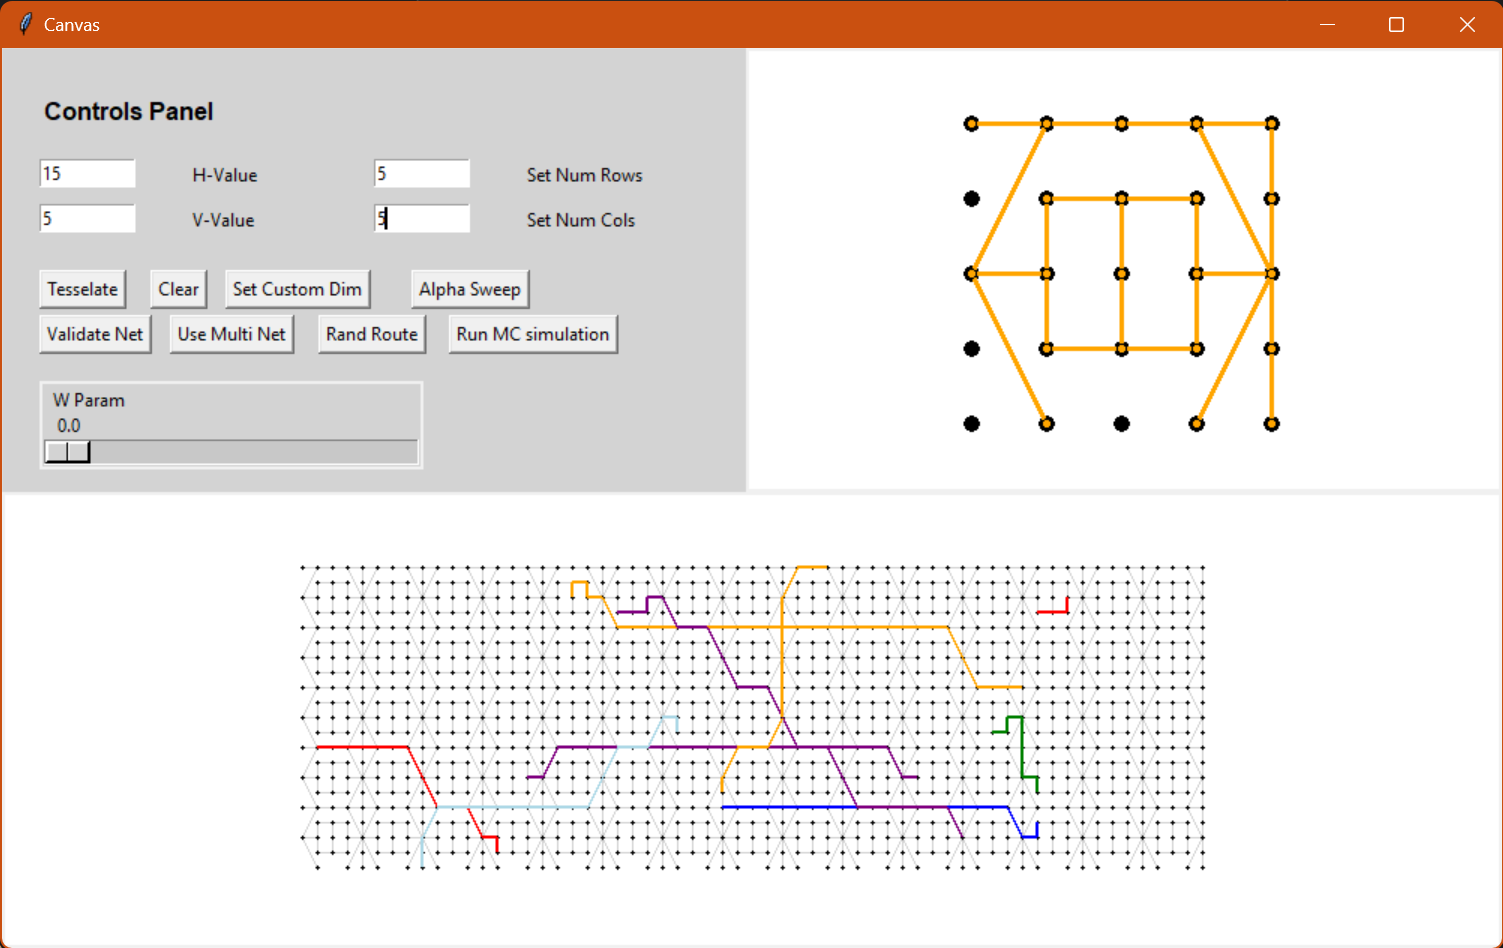 Canvas
Controls Panel
15 H-Value 5 Set Num Rows
5 V-Value 5 Set Num Cols
Tesselate Clear Set Custom Dim Alpha Sweep
Validate Net Use Multi Net Rand Route Run MC simulation
W Param
0.0